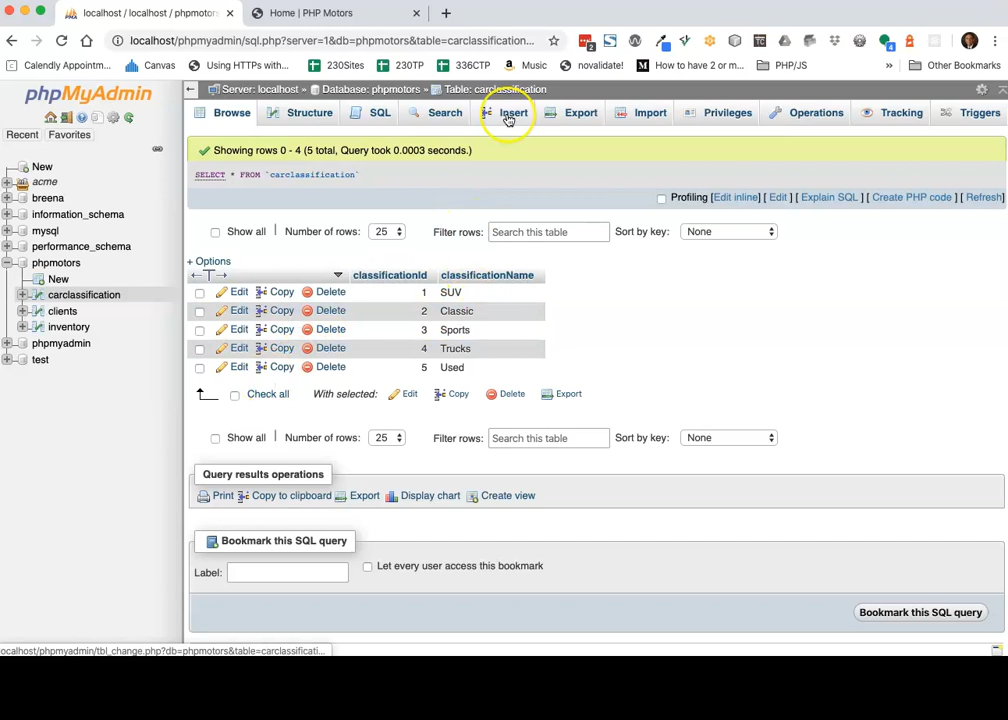 localhost / localhost / phpmotors × Home | PHP Motors × +
localhost/phpmyadmin/sql.php?server=1&db=phpmotors&table=carclassification...
Calendly Appointm... Canvas Using HTTPS with... 230Sites 230TP 336CTP Music novalidate! How to have 2 or m... PHP/JS » Other Bookmarks
phpMyAdmin
Recent Favorites
New
acme
breena
information_schema
mysql
performance_schema
phpmotors
New
carclassification
clients
inventory
phpmyadmin
test
Server: localhost » Database: phpmotors » Table: carclassification
Browse Structure SQL Search Insert Export Import Privileges Operations Tracking Triggers
Showing rows 0 - 4 (5 total, Query took 0.0003 seconds.)
SELECT * FROM `carclassification`
Profiling [Edit inline] [ Edit ] [ Explain SQL ] [ Create PHP code ] [ Refresh]
Show all | Number of rows: 25 Filter rows: Search this table Sort by key: None
+ Options
←T→ classificationId classificationName
Edit Copy Delete 1 SUV
Edit Copy Delete 2 Classic
Edit Copy Delete 3 Sports
Edit Copy Delete 4 Trucks
Edit Copy Delete 5 Used
Check all With selected: Edit Copy Delete Export
Show all | Number of rows: 25 Filter rows: Search this table Sort by key: None
Query results operations
Print Copy to clipboard Export Display chart Create view
Bookmark this SQL query
Label: Let every user access this bookmark
Bookmark this SQL query
localhost/phpmyadmin/tbl_change.php?db=phpmotors&table=carclassificati...